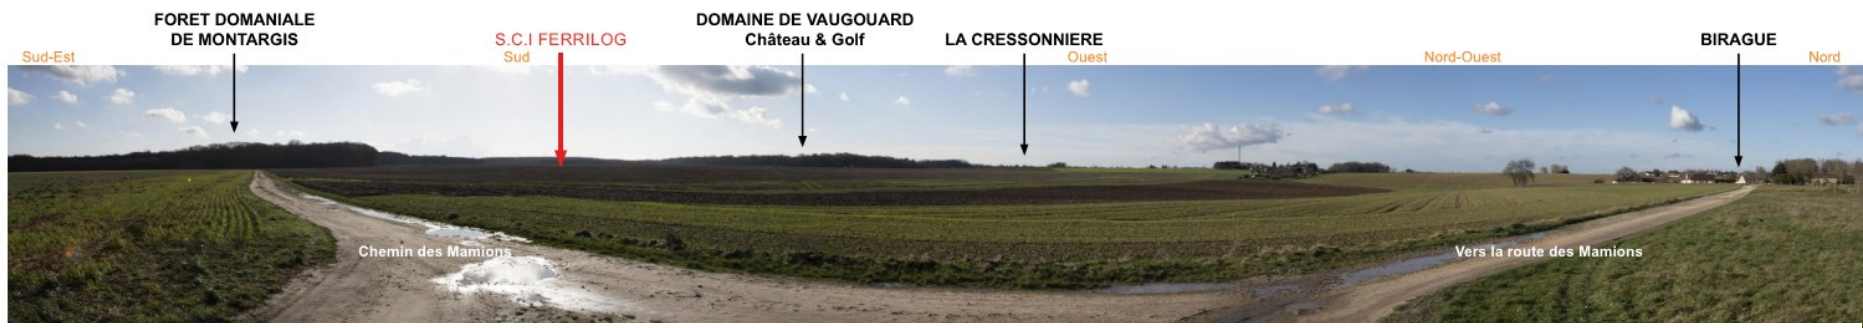 FORET DOMANIALE
DE MONTARGIS
S.C.I FERRILOG
DOMAINE DE VAUGOUARD
Château & Golf
LA CRESSONNIERE
BIRAGUE
Sud-Est
Sud
Ouest
Nord-Ouest
Nord
Chemin des Mamions
Vers la route des Mamions